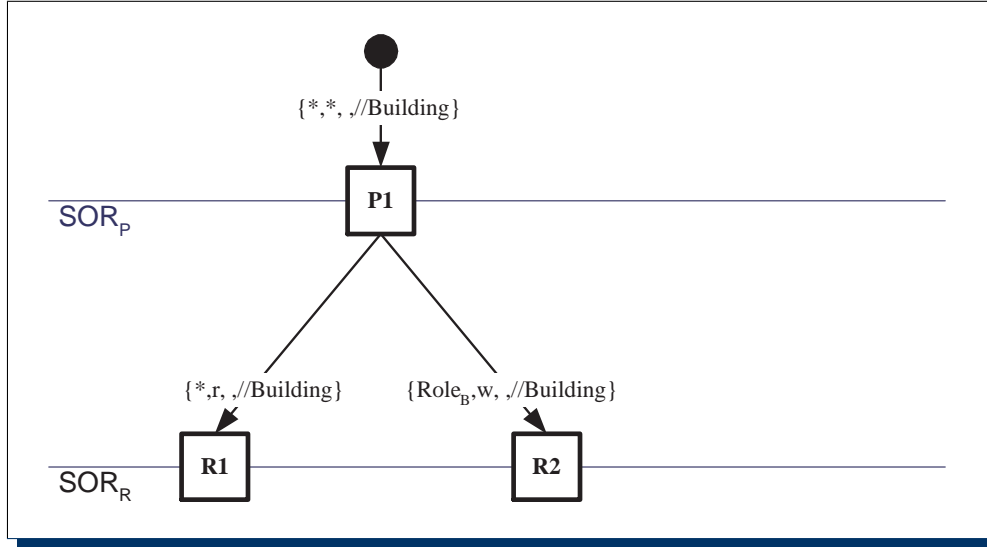 {*,*, ,//Building}
P1
SOR_P
{*,r, ,//Building} {Role_B,w, ,//Building}
R1 R2
SOR_R